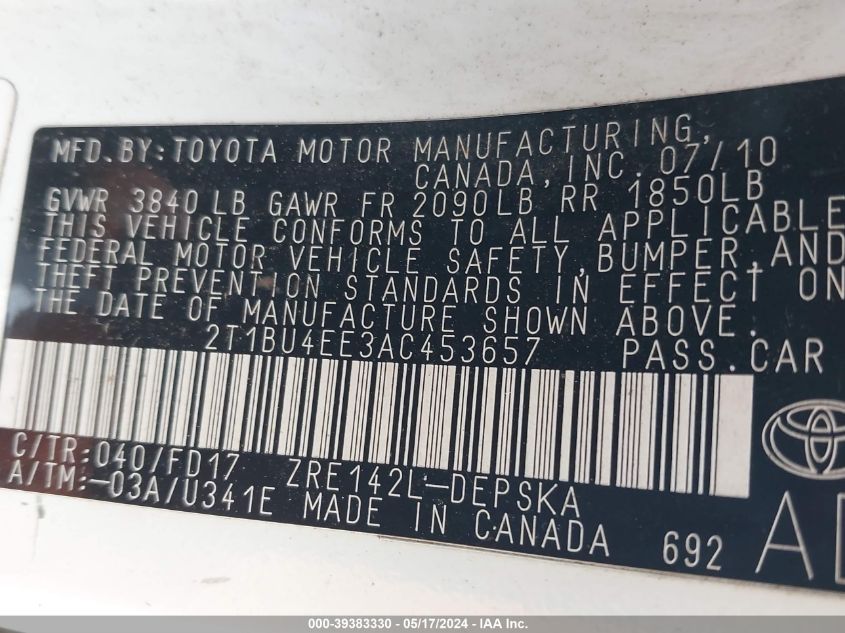 MFD. BY: TOYOTA MOTOR MANUFACTURING,
CANADA, INC. 07/10
GVWR 3840 LB GAWR FR 2090LB RR 1850LB
THIS VEHICLE CONFORMS TO ALL APPLICABLE
FEDERAL MOTOR VEHICLE SAFETY, BUMPER, AND
THEFT PREVENTION STANDARDS IN EFFECT ON
THE DATE OF MANUFACTURE SHOWN ABOVE.
2T1BU4EE3AC453657 PASS. CAR
C/TR: 040/FD17 ZRE142L-DEPSKA
A/TM: -03A/U341E MADE IN CANADA 692
000-39383330 - 05/17/2024 - IAA Inc.